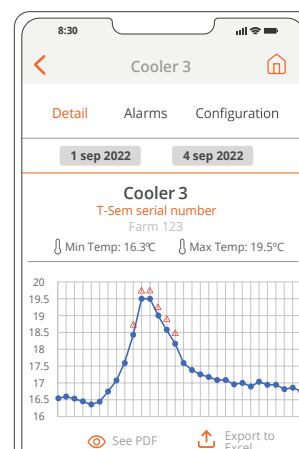 8:30
Cooler 3
Detail Alarms Configuration
1 sep 2022 4 sep 2022
Cooler 3
T-Sem serial number
Farm 123
Min Temp: 16.3ºC Max Temp: 19.5ºC
20
19.5
19
18.5
18
17.5
17
16.5
16
See PDF Export to
Excel